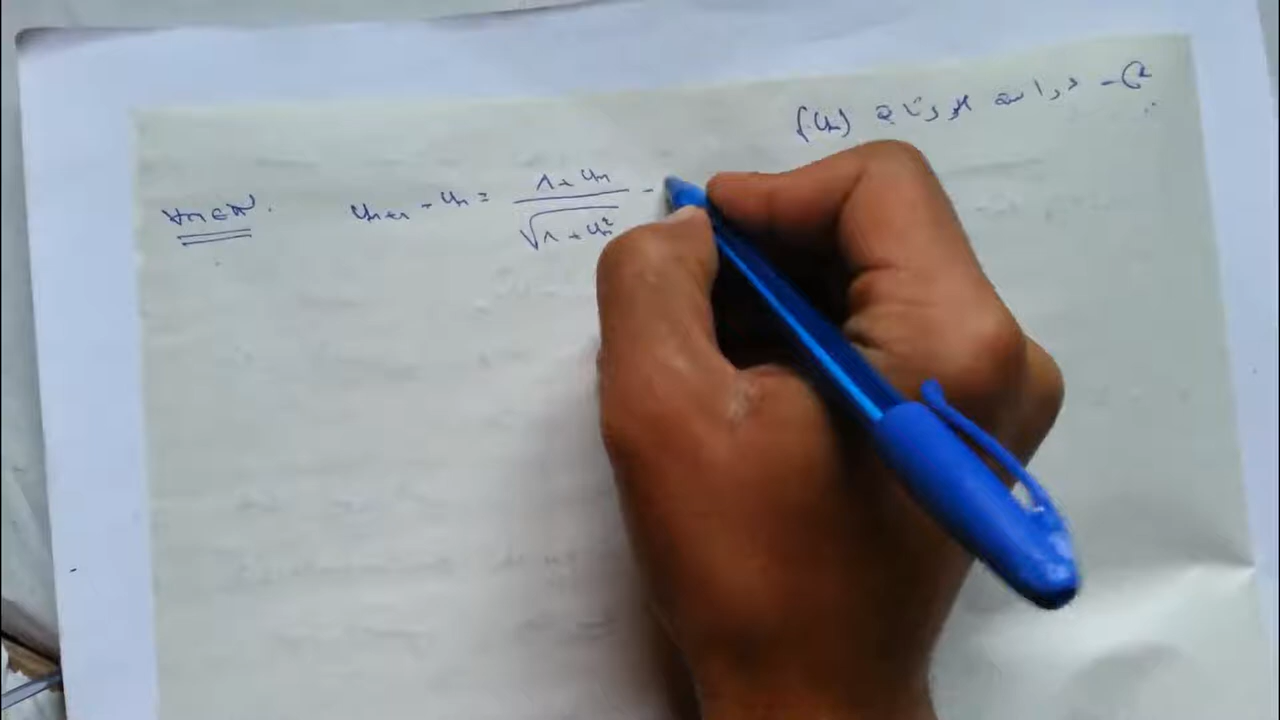 2- دراسة رتابة (Uₙ)
∀n∈ℕ. Uₙ₊₁ - Uₙ = (1+Uₙ)/√(1+Uₙ²) -